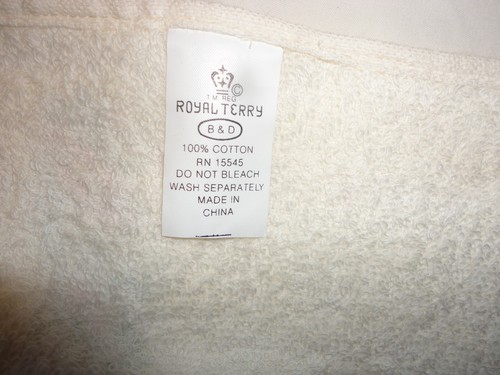 ©
T.M. REG.
ROYAL TERRY
B & D
100% COTTON
RN 15545
DO NOT BLEACH
WASH SEPARATELY
MADE IN
CHINA